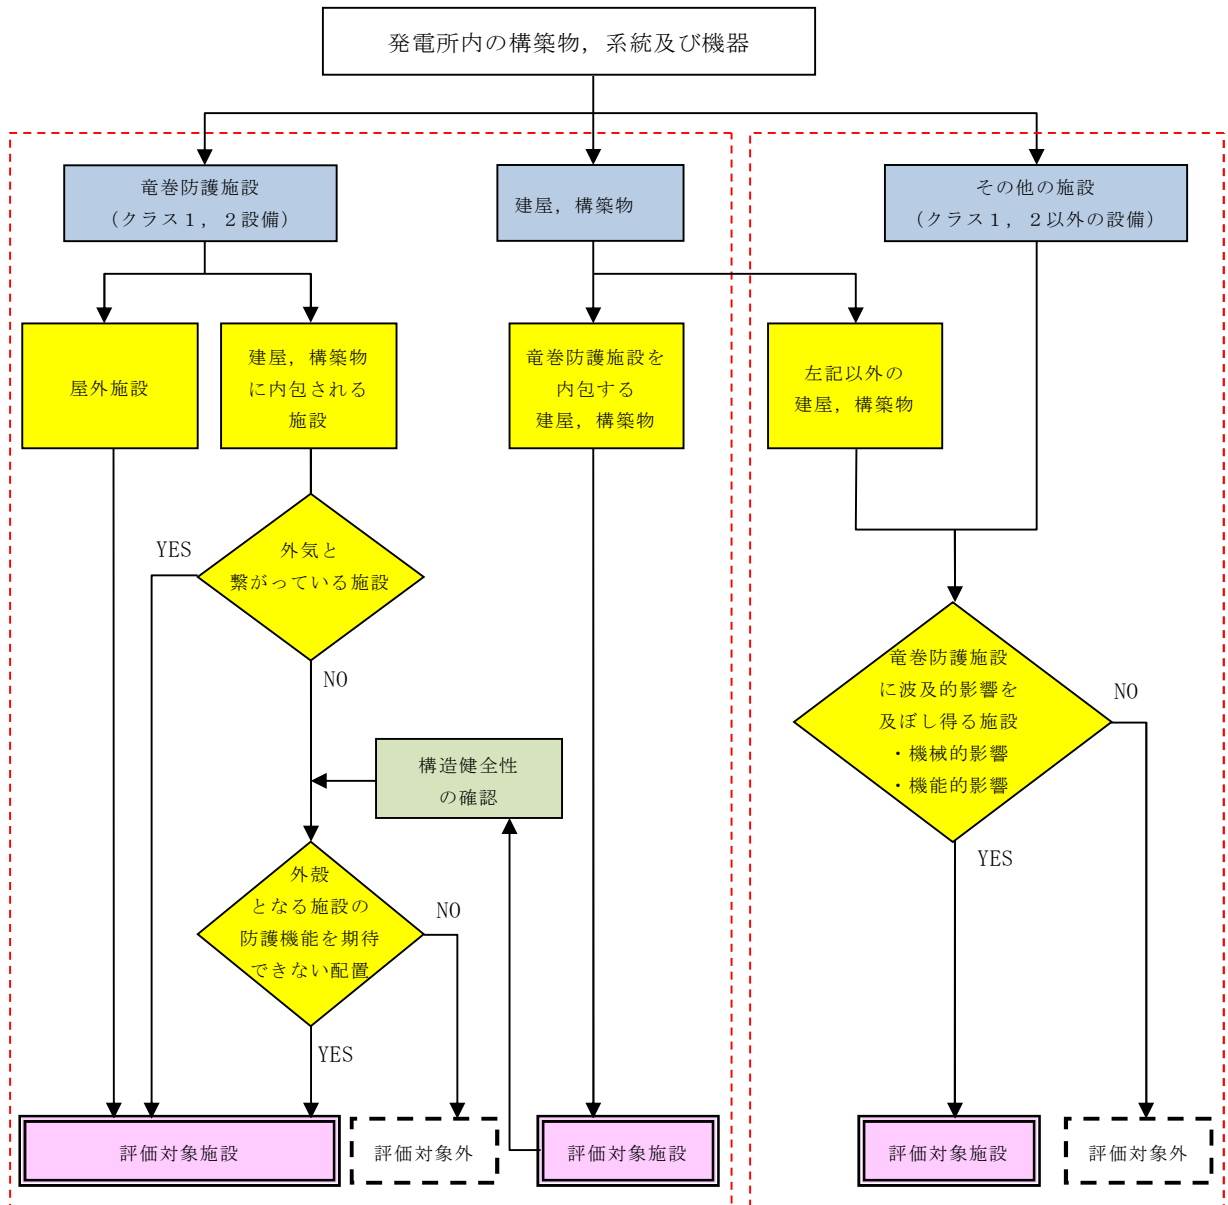 発電所内の構築物，系統及び機器
竜巻防護施設
（クラス１，２設備）
建屋，構築物
その他の施設
（クラス１，２以外の設備）
屋外施設
建屋，構築物
に内包される
施設
竜巻防護施設を
内包する
建屋，構築物
左記以外の
建屋，構築物
外気と
繋がっている施設
YES
NO
竜巻防護施設
に波及的影響を
及ぼし得る施設
・機械的影響
・機能的影響
NO
YES
構造健全性
の確認
外殻
となる施設の
防護機能を期待
できない配置
NO
YES
評価対象施設
評価対象外
評価対象施設
評価対象施設
評価対象外